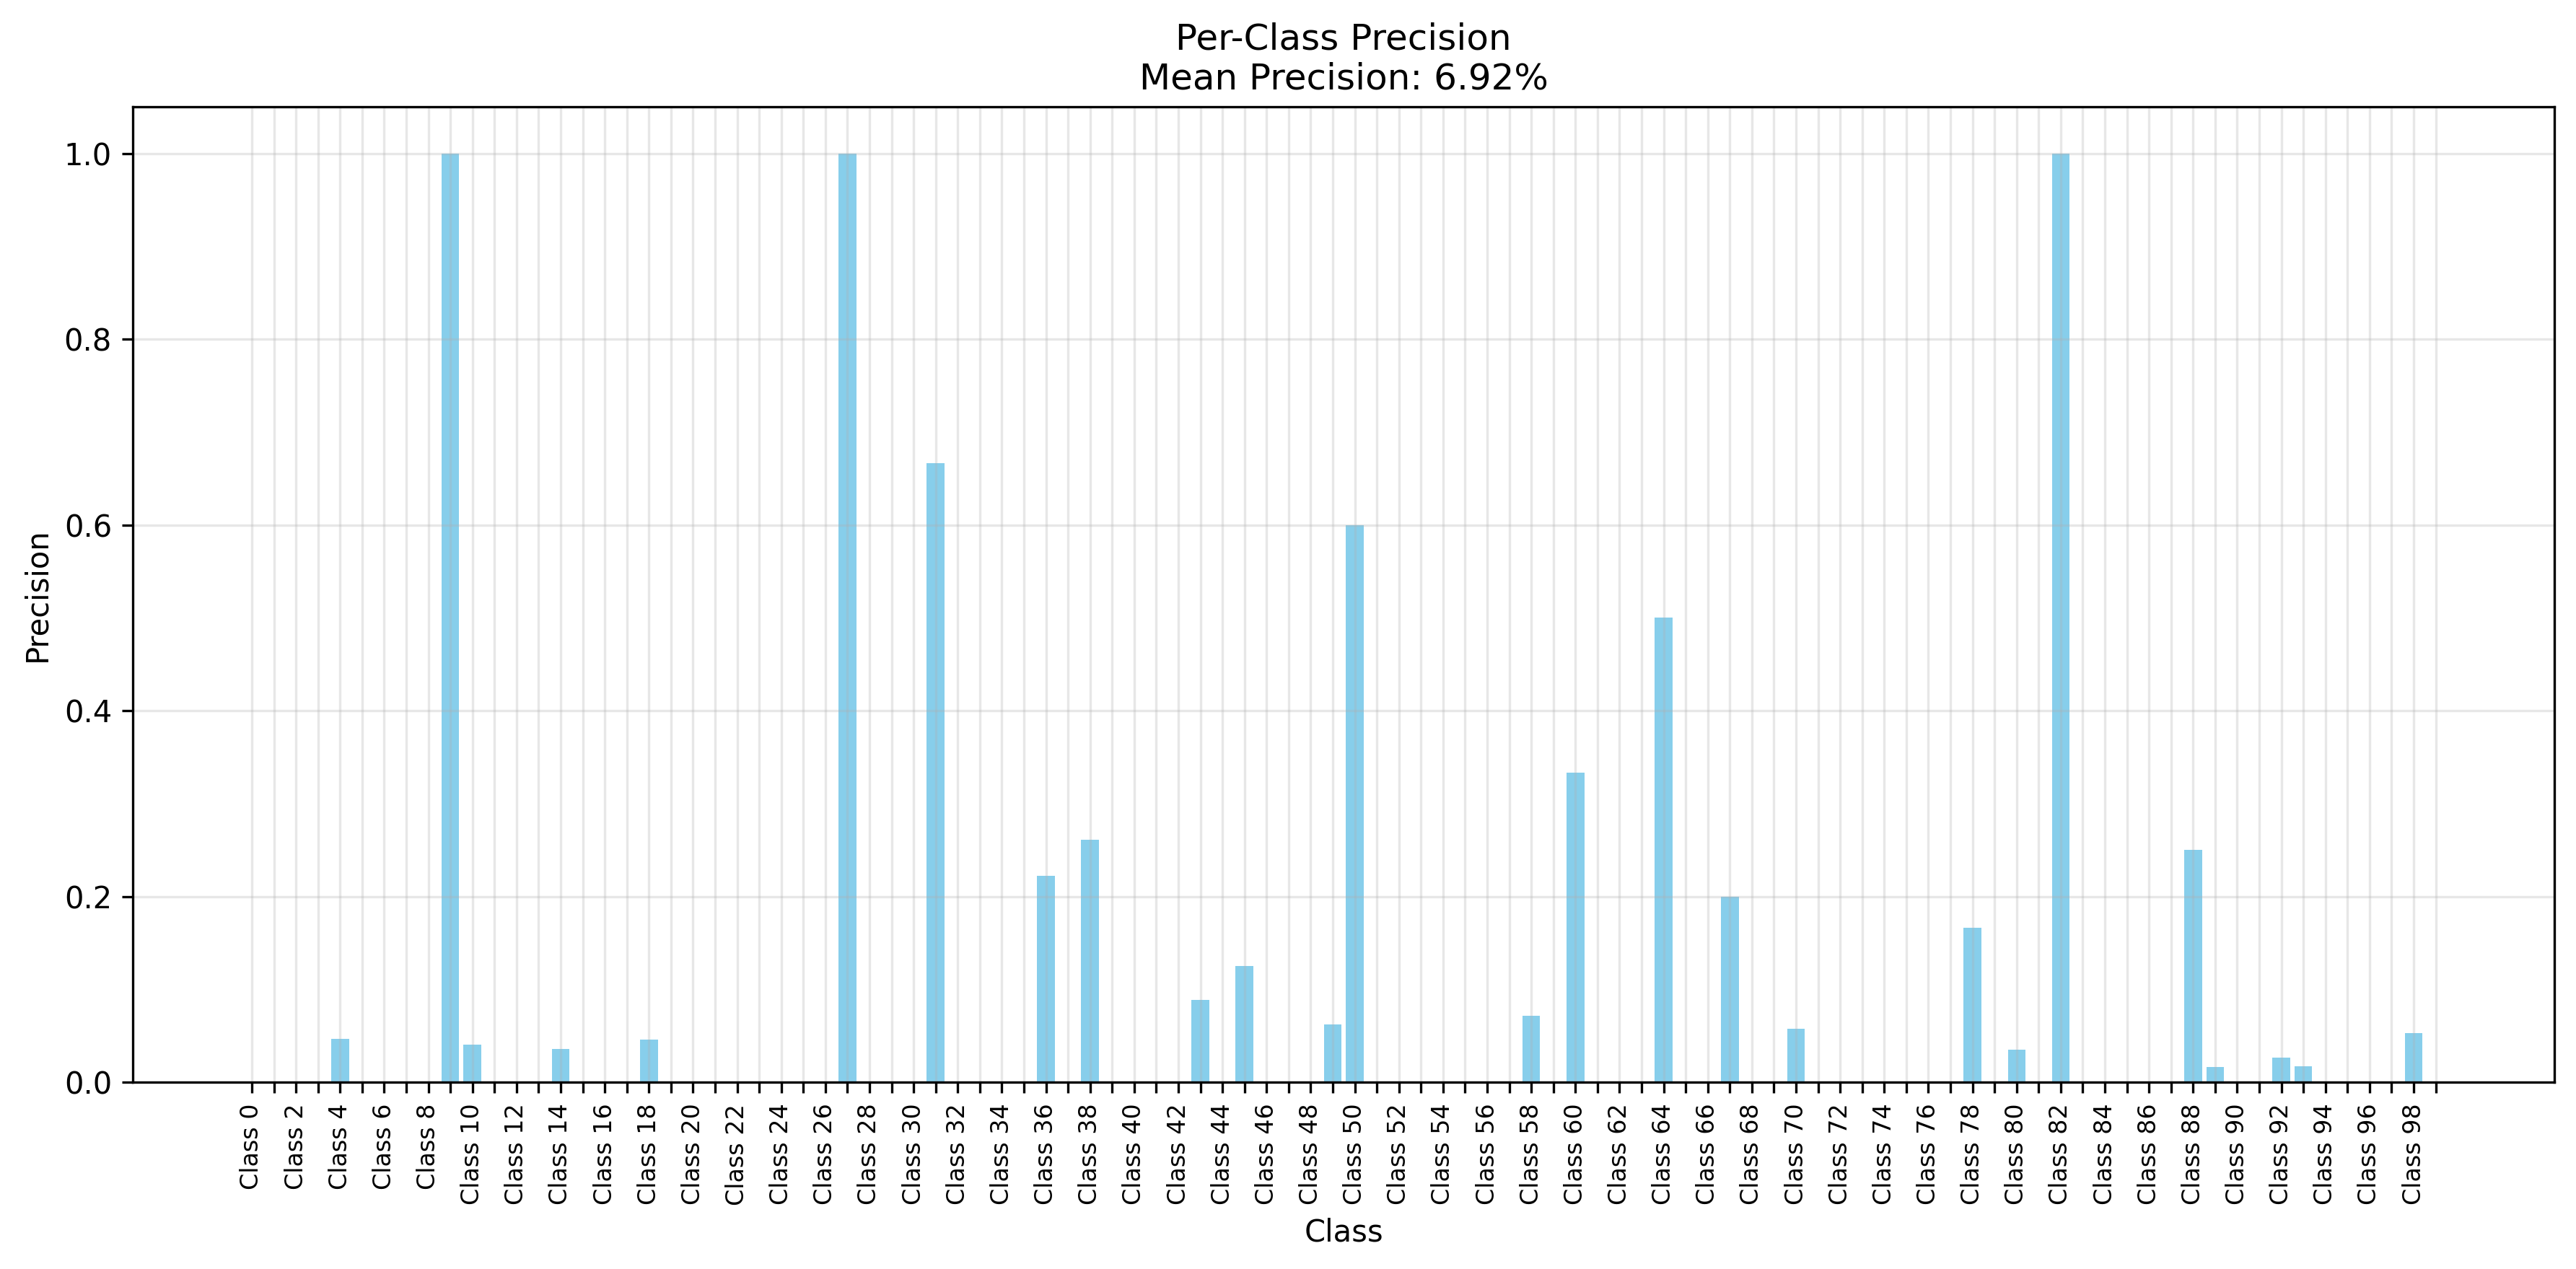 Per-Class Precision
Mean Precision: 6.92%
Precision
1.0
0.8
0.6
0.4
0.2
0.0
Class 0
Class 2
Class 4
Class 6
Class 8
Class 10
Class 12
Class 14
Class 16
Class 18
Class 20
Class 22
Class 24
Class 26
Class 28
Class 30
Class 32
Class 34
Class 36
Class 38
Class 40
Class 42
Class 44
Class 46
Class 48
Class 50
Class 52
Class 54
Class 56
Class 58
Class 60
Class 62
Class 64
Class 66
Class 68
Class 70
Class 72
Class 74
Class 76
Class 78
Class 80
Class 82
Class 84
Class 86
Class 88
Class 90
Class 92
Class 94
Class 96
Class 98
Class